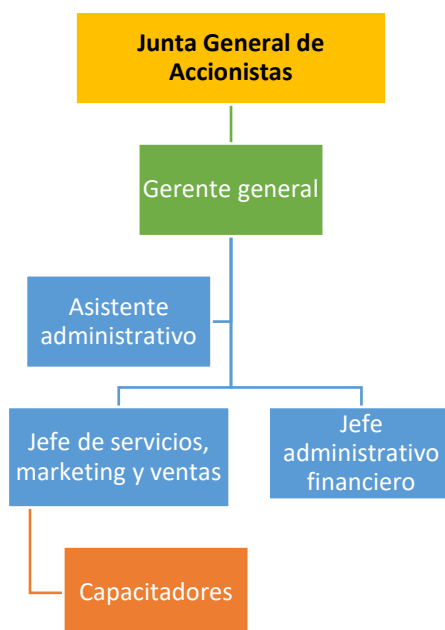 Junta General de
Accionistas
Gerente general
Asistente
administrativo
Jefe de servicios,
marketing y ventas
Jefe
administrativo
financiero
Capacitadores